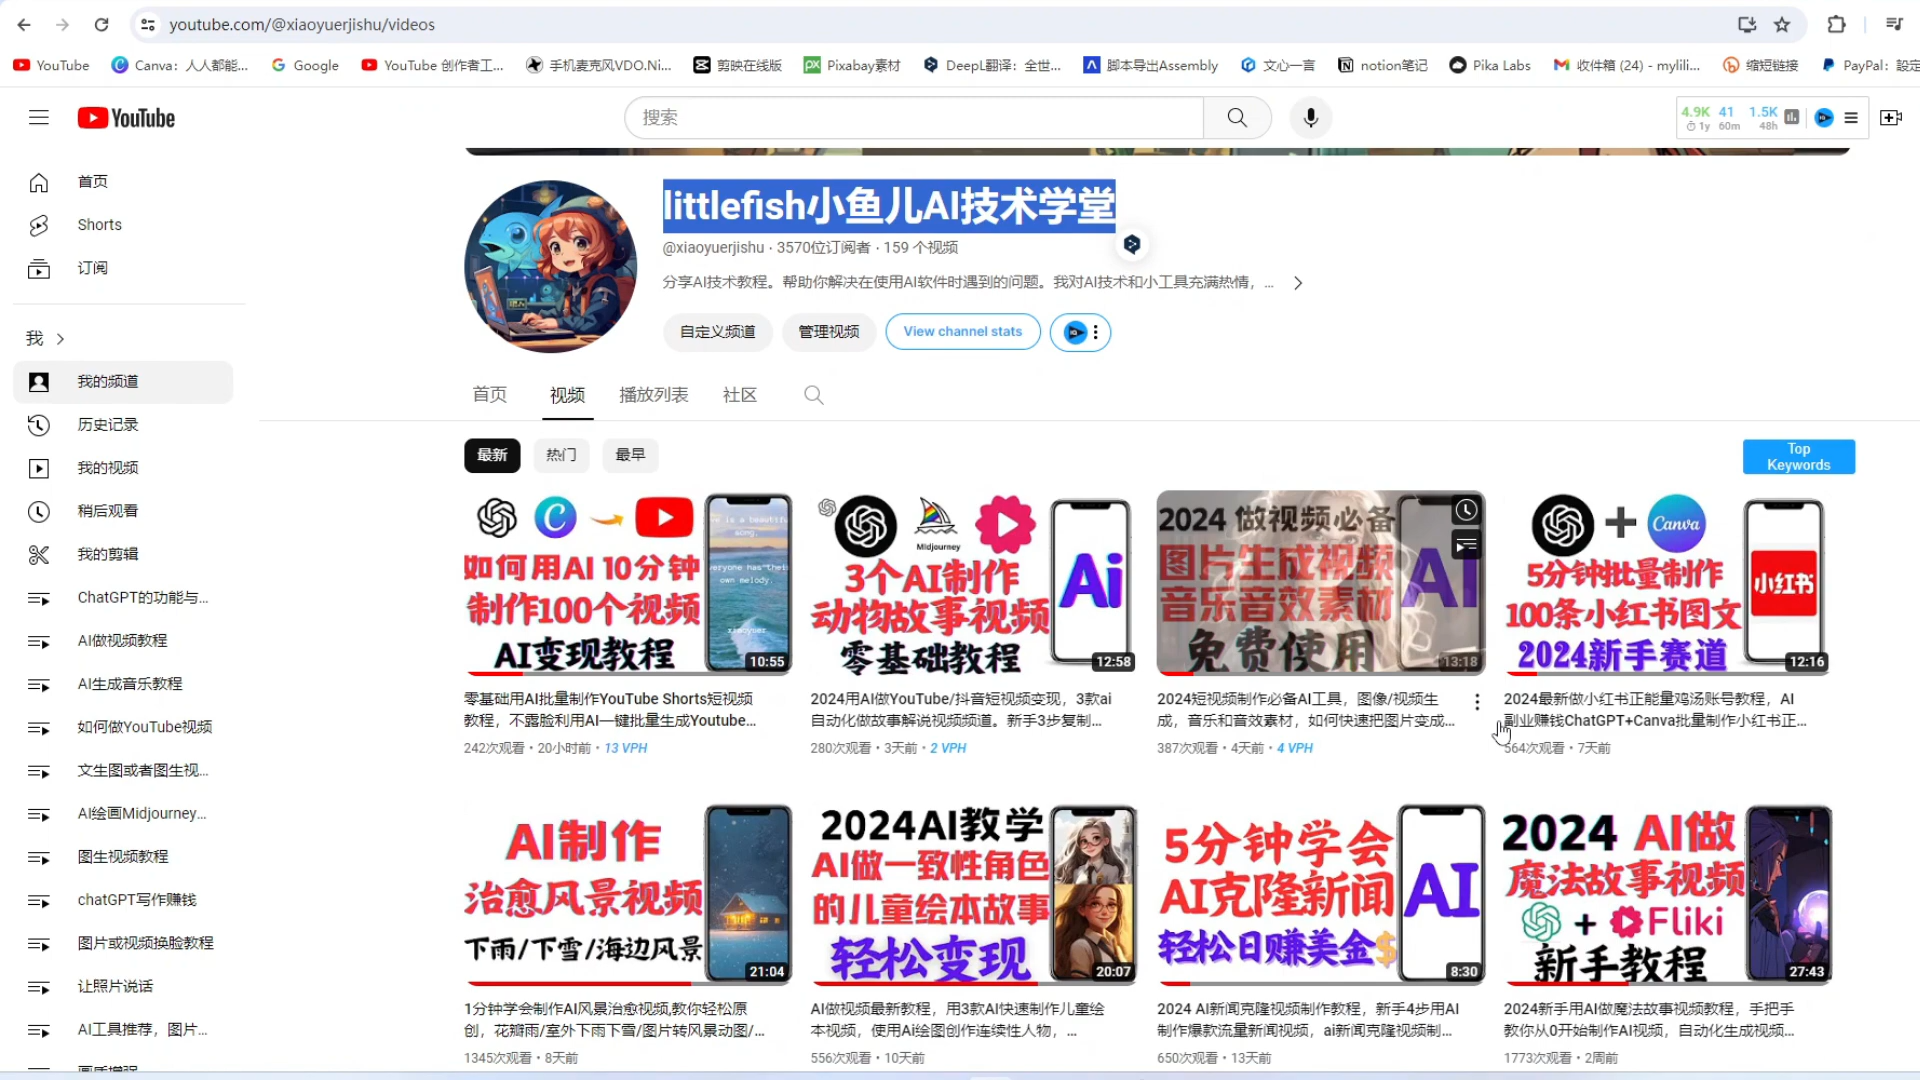 youtube.com/@xiaoyuerjishu/videos
YouTube
Canva：人人都能...
Google
YouTube 创作者工...
手机麦克风VDO.Ni...
剪映在线版
Pixabay素材
DeepL翻译：全世...
脚本导出Assembly
文心一言
notion笔记
Pika Labs
收件箱 (24) - mylili...
缩短链接
PayPal：设定
YouTube
搜索
4.9K 41 1.5K
1y 60m 48h
首页
Shorts
订阅
我
我的频道
历史记录
我的视频
稍后观看
我的剪辑
ChatGPT的功能与...
AI做视频教程
AI生成音乐教程
如何做YouTube视频
文生图或者图生视...
AI绘画Midjourney...
图生视频教程
chatGPT写作赚钱
图片或视频换脸教程
让照片说话
AI工具推荐，图片...
littlefish小鱼儿AI技术学堂
@xiaoyuerjishu · 3570位订阅者 · 159 个视频
分享AI技术教程。帮助你解决在使用AI软件时遇到的问题。我对AI技术和小工具充满热情，...
自定义频道
管理视频
View channel stats
首页 视频 播放列表 社区
最新 热门 最早
Top
Keywords
如何用AI 10分钟
制作100个视频
AI变现教程
xiaoyuer
10:55
零基础用AI批量制作YouTube Shorts短视频
教程，不露脸利用AI一键批量生成Youtube...
242次观看 · 20小时前 · 13 VPH
Midjourney
3个AI制作
动物故事视频
零基础教程
Ai
12:58
2024用AI做YouTube/抖音短视频变现，3款ai
自动化做故事解说视频频道。新手3步复制...
280次观看 · 3天前 · 2 VPH
2024 做视频必备
图片生成视频
音乐音效素材
免费使用
AI
13:18
2024短视频制作必备AI工具，图像/视频生
成，音乐和音效素材，如何快速把图片变成...
387次观看 · 4天前 · 4 VPH
+
Canva
5分钟批量制作
100条小红书图文
2024新手赛道
小红书
12:16
2024最新做小红书正能量鸡汤账号教程，AI
副业赚钱ChatGPT+Canva批量制作小红书正...
564次观看 · 7天前
AI制作
治愈风景视频
下雨/下雪/海边风景
21:04
1分钟学会制作AI风景治愈视频,教你轻松原
创，花瓣雨/室外下雨下雪/图片转风景动图/...
1345次观看 · 8天前
2024AI教学
AI做一致性角色
的儿童绘本故事
轻松变现
20:07
AI做视频最新教程，用3款AI快速制作儿童绘
本视频，使用Ai绘图创作连续性人物，...
556次观看 · 10天前
5分钟学会
AI克隆新闻
轻松日赚美金$
AI
8:30
2024 AI新闻克隆视频制作教程，新手4步用AI
制作爆款流量新闻视频，ai新闻克隆视频制...
650次观看 · 13天前
2024 AI做
魔法故事视频
+ Fliki
新手教程
27:43
2024新手用AI做魔法故事视频教程，手把手
教你从0开始制作AI视频，自动化生成视频...
1773次观看 · 2周前